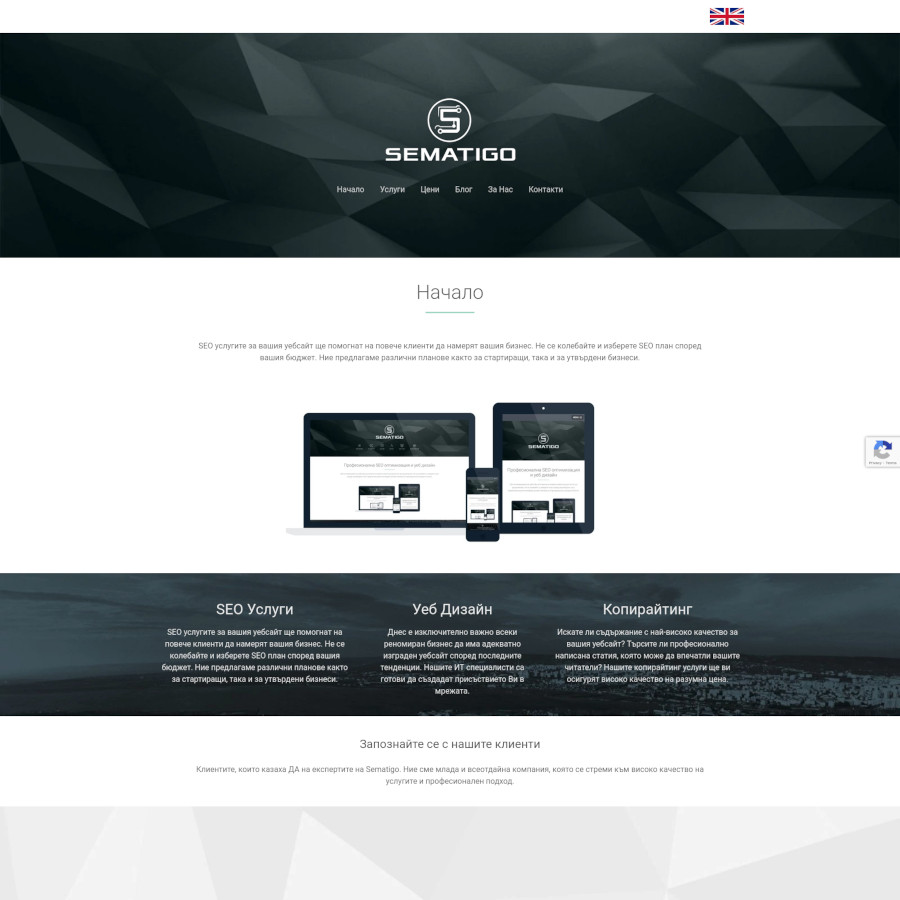 SEMATIGO
Начало Услуги Цени Блог За Нас Контакти
Начало
SEO услугите за вашия уебсайт ще помогнат на повече клиенти да намерят вашия бизнес. Не се колебайте и изберете SEO план според
вашия бюджет. Ние предлагаме различни планове както за стартиращи, така и за утвърдени бизнеси.
SEMATIGO
Професионална SEO оптимизация и уеб дизайн
SEMATIGO
Професионална SEO оптимизация
и уеб дизайн
Privacy - Terms
SEO Услуги
SEO услугите за вашия уебсайт ще помогнат на
повече клиенти да намерят вашия бизнес. Не се
колебайте и изберете SEO план според вашия
бюджет. Ние предлагаме различни планове както
за стартиращи, така и за утвърдени бизнеси.
Уеб Дизайн
Днес е изключително важно всеки
реномиран бизнес да има адекватно
изграден уебсайт според последните
тенденции. Нашите ИТ специалисти са
готови да създадат присъствието Ви в
мрежата.
Копирайтинг
Искате ли съдържание с най-високо качество за
вашия уебсайт? Търсите ли професионално
написана статия, която може да впечатли вашите
читатели? Нашите копирайтинг услуги ще ви
осигурят високо качество на разумна цена.
Запознайте се с нашите клиенти
Клиентите, които казаха ДА на експертите на Sematigo. Ние сме млада и всеотдайна компания, която се стреми към високо качество на
услугите и професионален подход.